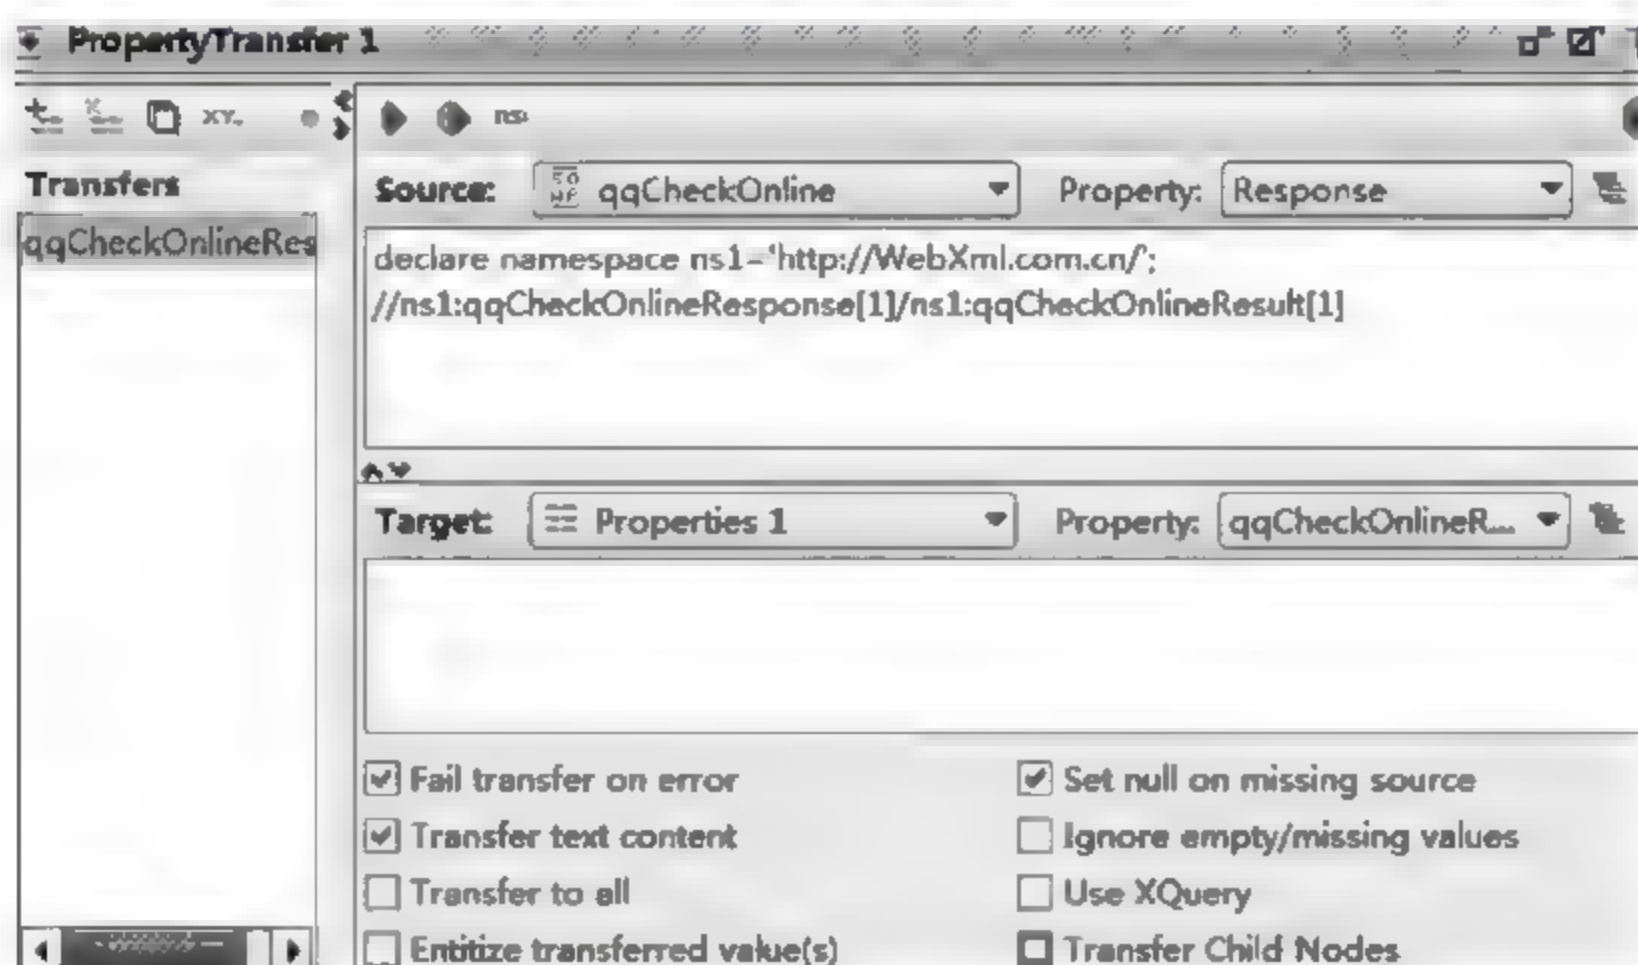 PropertyTransfer 1
XY.
ns:
Transfers
qqCheckOnlineRes
Source: qqCheckOnline Property: Response
declare namespace ns1='http://WebXml.com.cn/';
//ns1:qqCheckOnlineResponse[1]/ns1:qqCheckOnlineResult[1]
Target: Properties 1 Property: qqCheckOnlineR...
Fail transfer on error
Set null on missing source
Transfer text content
Ignore empty/missing values
Transfer to all
Use XQuery
Entitize transferred value(s)
Transfer Child Nodes